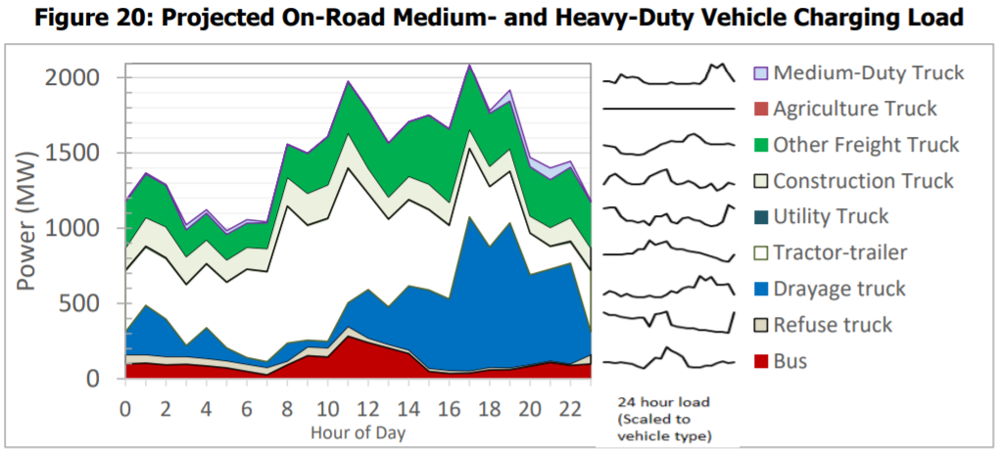 Figure 20: Projected On-Road Medium- and Heavy-Duty Vehicle Charging Load
Power (MW)
2000
1500
1000
500
0
0 2 4 6 8 10 12 14 16 18 20 22
Hour of Day
Medium-Duty Truck
Agriculture Truck
Other Freight Truck
Construction Truck
Utility Truck
Tractor-trailer
Drayage truck
Refuse truck
Bus
24 hour load
(Scaled to
vehicle type)